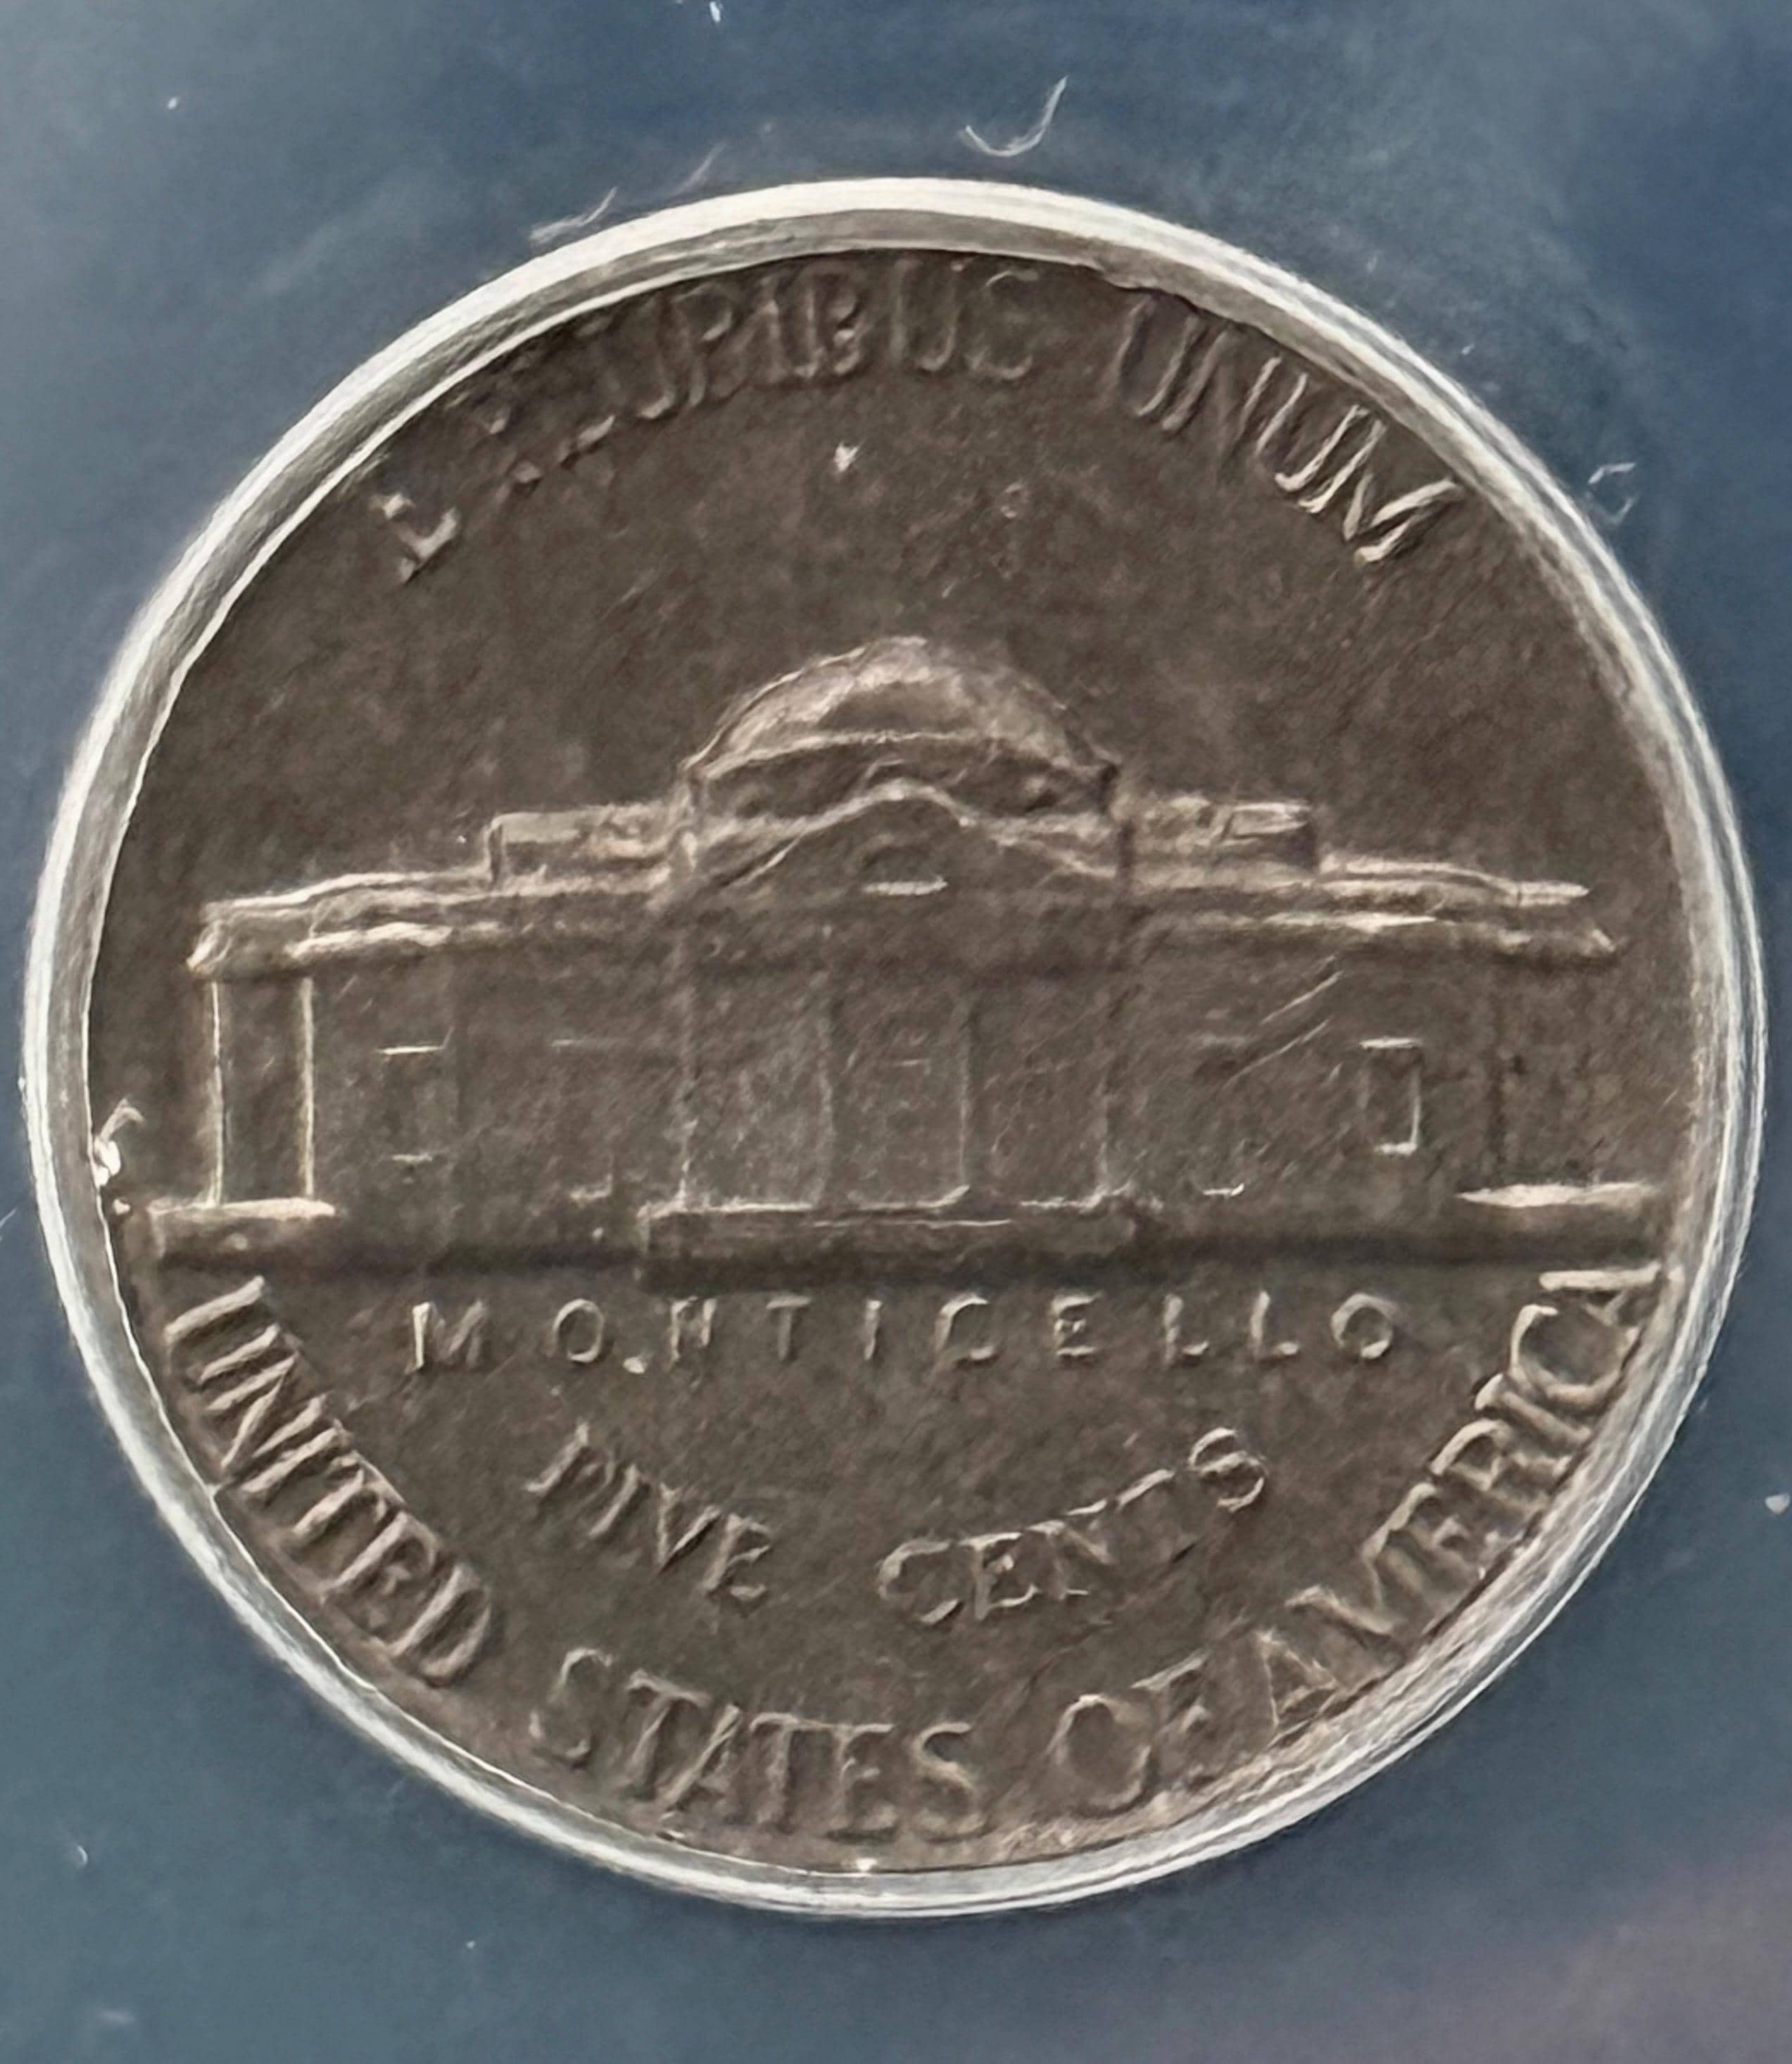 E PLURIBUS UNUM
MONTICELLO
FIVE CENTS
UNITED STATES OF AMERICA